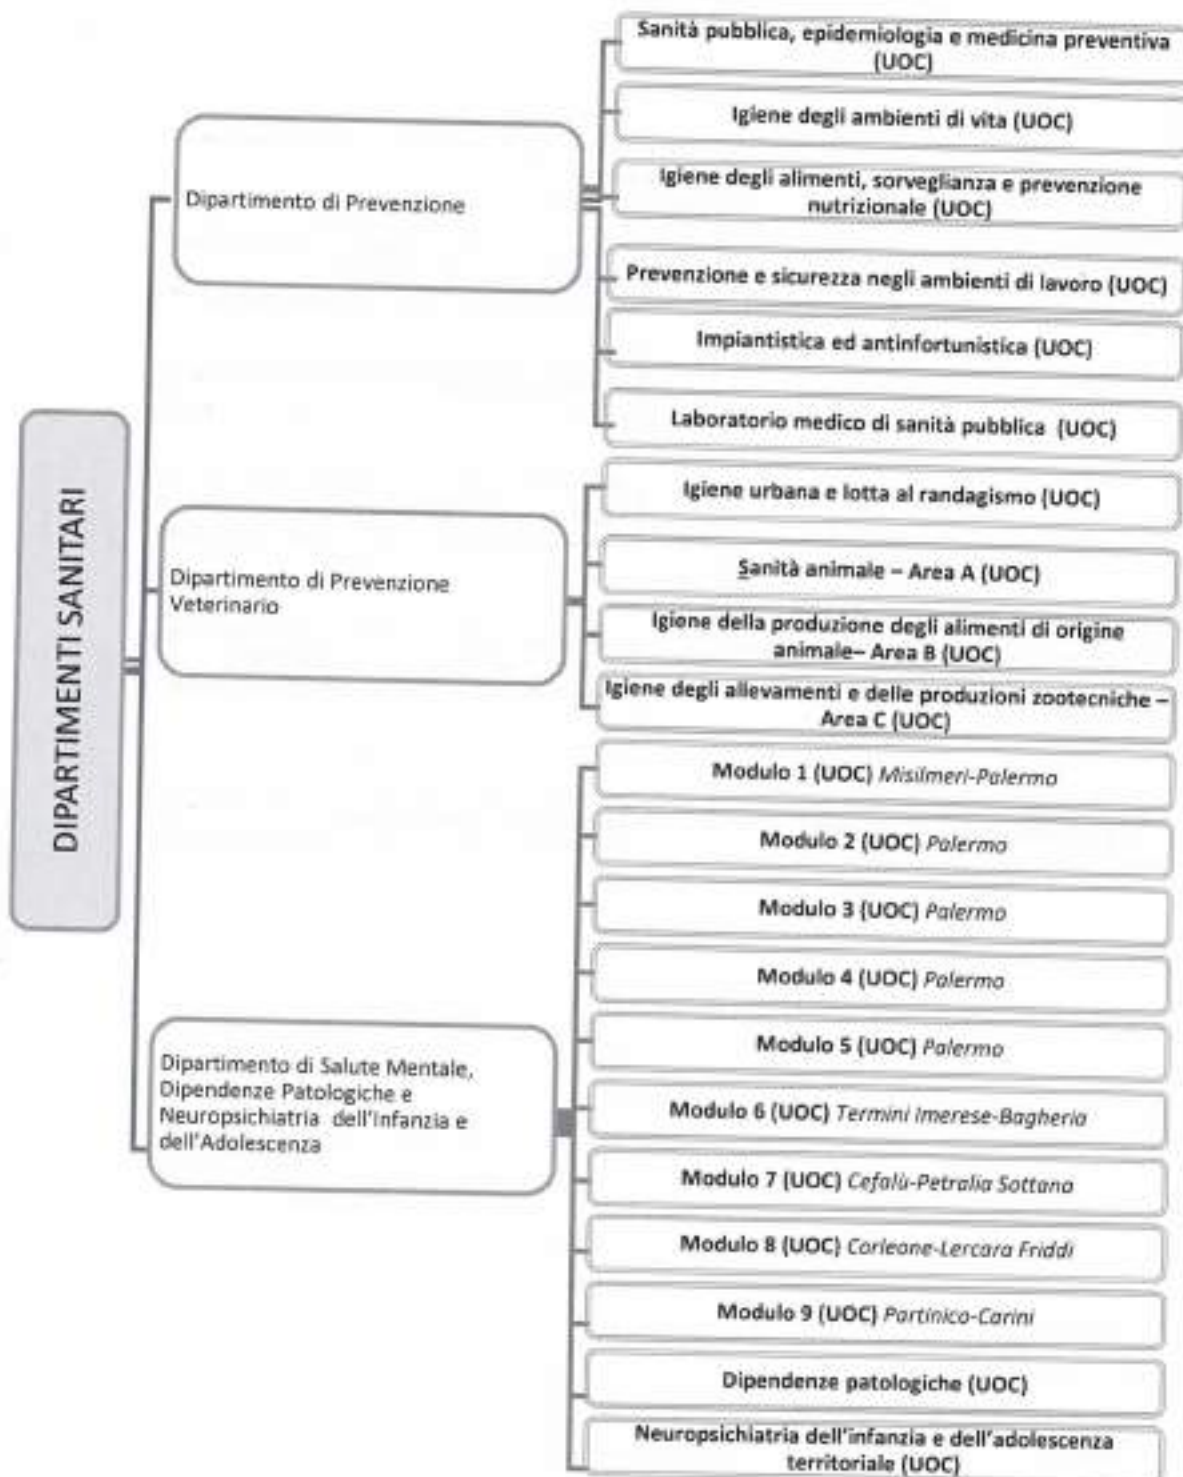 DIPARTIMENTI SANITARI
Dipartimento di Prevenzione
Sanità pubblica, epidemiologia e medicina preventiva
(UOC)
Igiene degli ambienti di vita (UOC)
Igiene degli alimenti, sorveglianza e prevenzione
nutrizionale (UOC)
Prevenzione e sicurezza negli ambienti di lavoro (UOC)
Impiantistica ed antinfortunistica (UOC)
Laboratorio medico di sanità pubblica (UOC)
Dipartimento di Prevenzione
Veterinario
Igiene urbana e lotta al randagismo (UOC)
Sanità animale – Area A (UOC)
Igiene della produzione degli alimenti di origine
animale– Area B (UOC)
Igiene degli allevamenti e delle produzioni zootecniche –
Area C (UOC)
Dipartimento di Salute Mentale,
Dipendenze Patologiche e
Neuropsichiatria dell'Infanzia e
dell'Adolescenza
Modulo 1 (UOC) Misilmeri-Palermo
Modulo 2 (UOC) Palermo
Modulo 3 (UOC) Palermo
Modulo 4 (UOC) Palermo
Modulo 5 (UOC) Palermo
Modulo 6 (UOC) Termini Imerese-Bagheria
Modulo 7 (UOC) Cefalù-Petralia Sottana
Modulo 8 (UOC) Corleone-Lercara Friddi
Modulo 9 (UOC) Partinico-Carini
Dipendenze patologiche (UOC)
Neuropsichiatria dell'infanzia e dell'adolescenza
territoriale (UOC)